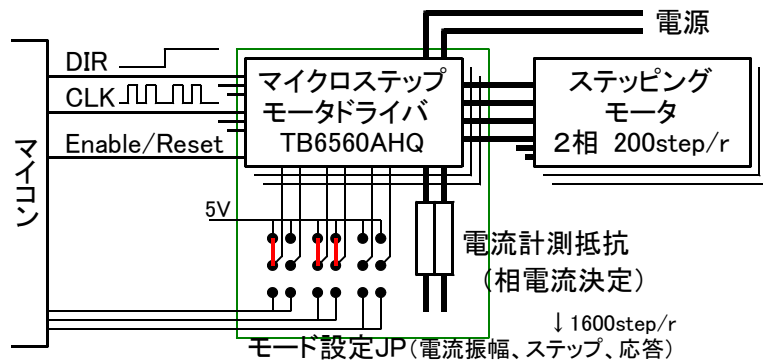 電源
DIR
CLK
Enable/Reset
マイコン
マイクロステップ
モータドライバ
TB6560AHQ
ステッピング
モータ
2相 200step/r
5V
電流計測抵抗
(相電流決定)
↓1600step/r
モード設定JP(電流振幅、ステップ、応答)